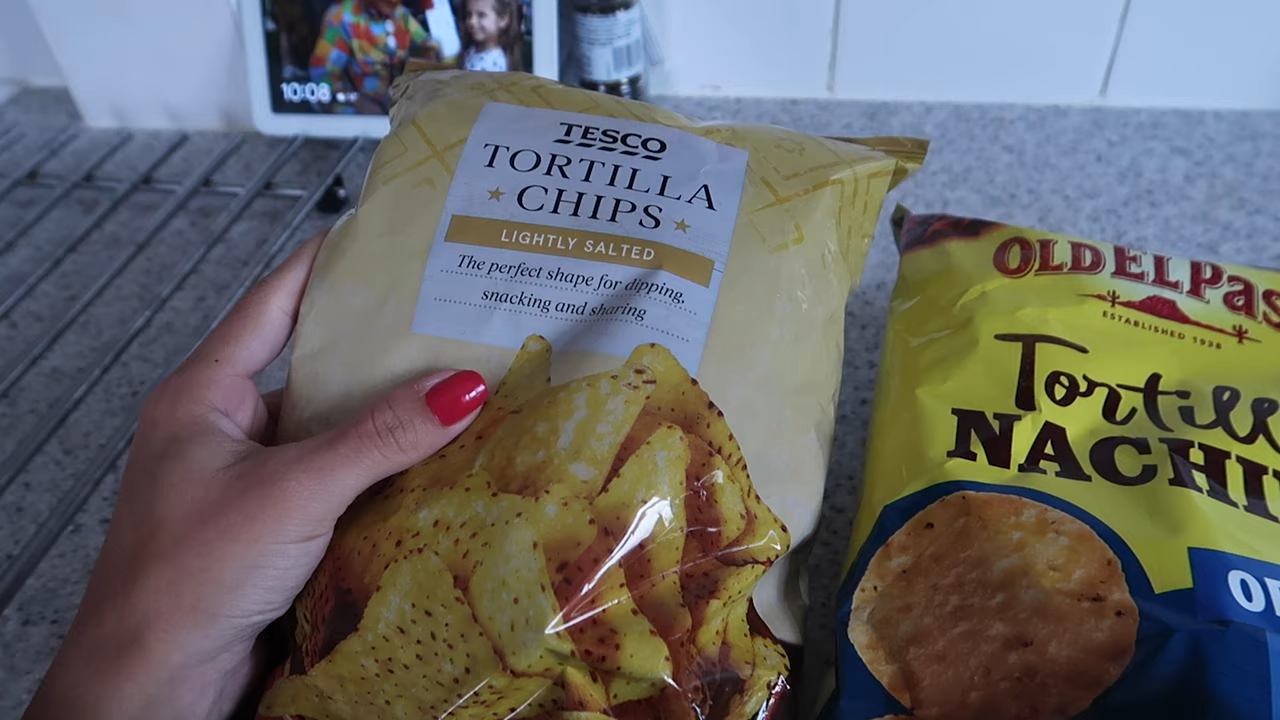 10:08
TESCO
TORTILLA
CHIPS
LIGHTLY SALTED
The perfect shape for dipping,
snacking and sharing
OLD EL Pas
ESTABLISHED 1938
Tortill
NACHI